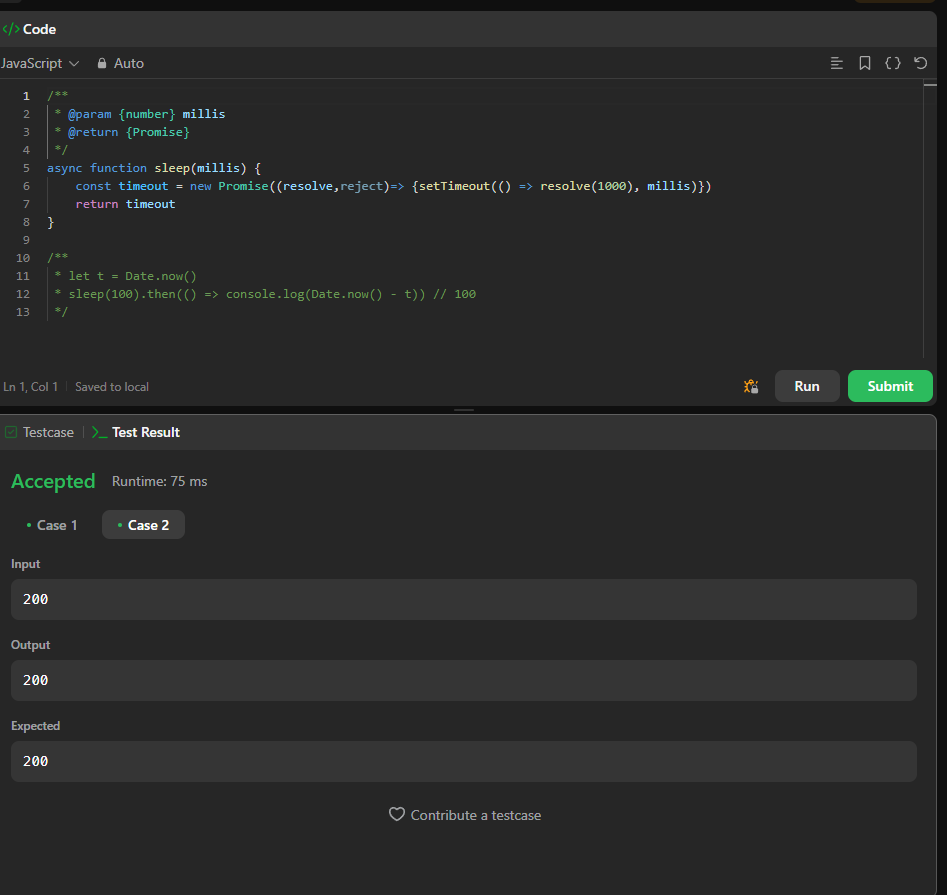 </> Code
JavaScript Auto
1 /**
2  * @param {number} millis
3  * @return {Promise}
4  */
5 async function sleep(millis) {
6     const timeout = new Promise((resolve,reject)=> {setTimeout(() => resolve(1000), millis)})
7     return timeout
8 }
9
10 /**
11  * let t = Date.now()
12  * sleep(100).then(() => console.log(Date.now() - t)) // 100
13  */
Ln 1, Col 1 Saved to local Run Submit
Testcase >_ Test Result
Accepted Runtime: 75 ms
• Case 1 • Case 2
Input
200
Output
200
Expected
200
Contribute a testcase